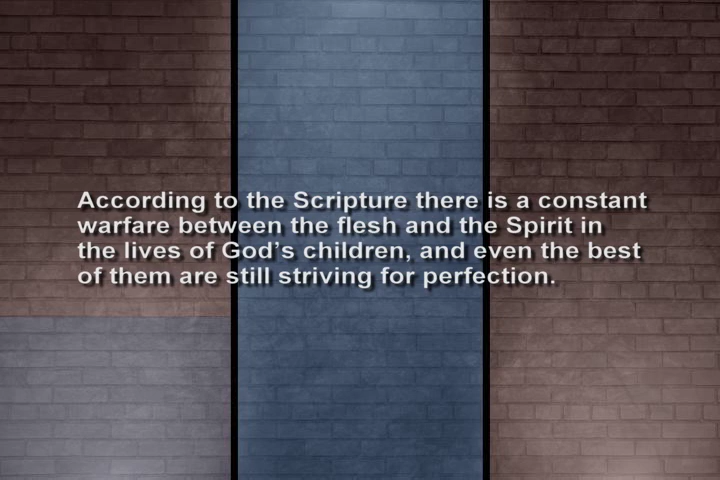 According to the Scripture there is a constant
warfare between the flesh and the Spirit in
the lives of God’s children, and even the best
of them are still striving for perfection.